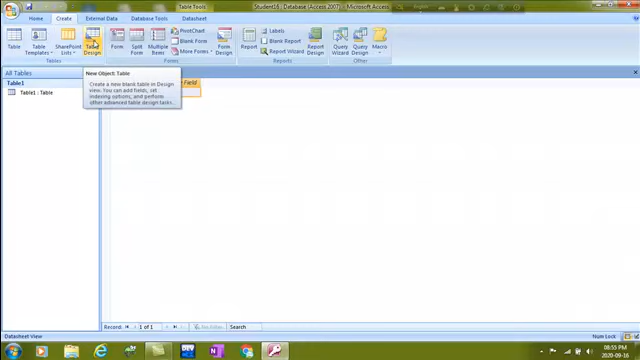 Table Tools
Student16 : Database (Access 2007) - Microsoft Access
Home
Create
External Data
Database Tools
Datasheet
Table
Table Templates
SharePoint Lists
Table Design
Form
Split Form
Multiple Items
PivotChart
Blank Form
More Forms
Form Design
Report
Labels
Blank Report
Report Wizard
Report Design
Query Wizard
Query Design
Macro
Tables
Forms
Reports
Other
All Tables
Table1
Table1 : Table
New Object: Table
Create a new blank table in Design
view. You can add fields, set
indexing options, and perform
other advanced table design tasks.
Field
Record:
1 of 1
No Filter
Search
Datasheet View
Num Lock
08:55 PM